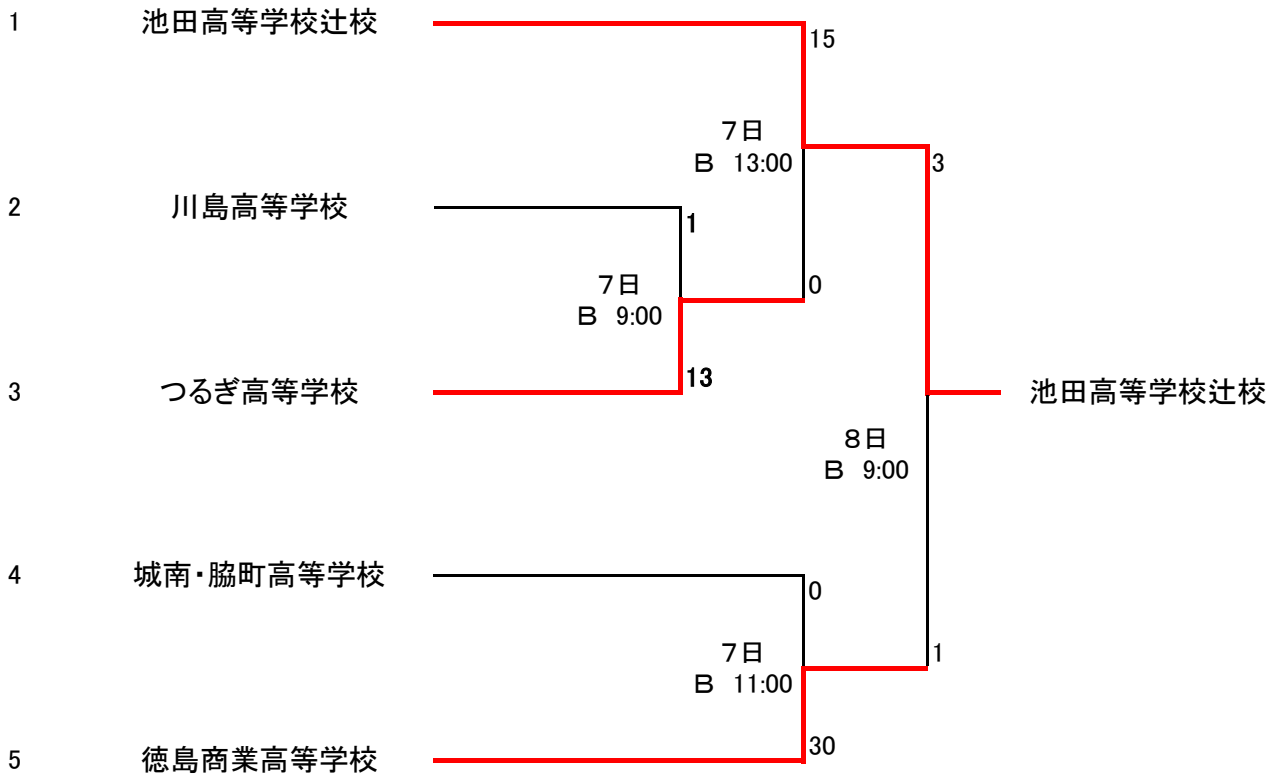 1 池田高等学校辻校
15
7日
B 13:00
3
2 川島高等学校
1
7日
B 9:00
0
3 つるぎ高等学校
13
池田高等学校辻校
8日
B 9:00
4 城南・脇町高等学校
0
7日
B 11:00
1
5 徳島商業高等学校
30